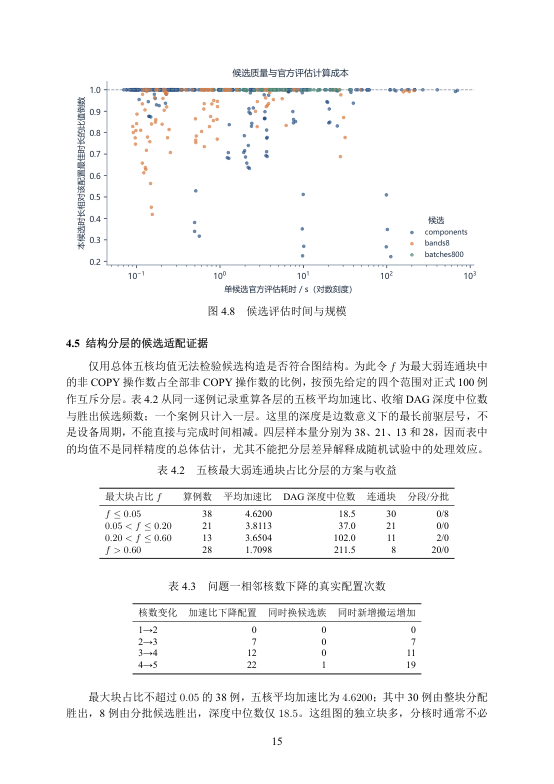 候选质量与官方评估计算成本
本候选时长相对该配置最佳时长的比值倒数
1.0
0.9
0.8
0.7
0.6
0.5
0.4
0.3
0.2
10⁻¹ 10⁰ 10¹ 10² 10³
单候选官方评估耗时 / s（对数刻度）
候选
components
bands8
batches800
图 4.8 候选评估时间与规模
4.5 结构分层的候选适配证据
仅用总体五核均值无法检验候选构造是否符合图结构。为此令 f 为最大弱连通块中
的非 COPY 操作数占全部非 COPY 操作数的比例，按预先给定的四个范围对正式 100 例
作互斥分层。表 4.2 从同一逐例记录重算各层的五核平均加速比、收缩 DAG 深度中位数
与胜出候选频数；一个案例只计入一层。这里的深度是边数意义下的最长前驱层号，不
是设备周期，不能直接与完成时间相减。四层样本量分别为 38、21、13 和 28，因而表中
的均值不是同样精度的总体估计，尤其不能把分层差异解释成随机试验中的处理效应。
表 4.2 五核最大弱连通块占比分层的方案与收益
最大块占比 f 算例数 平均加速比 DAG 深度中位数 连通块 分段/分批
f ≤ 0.05 38 4.6200 18.5 30 0/8
0.05 < f ≤ 0.20 21 3.8113 37.0 21 0/0
0.20 < f ≤ 0.60 13 3.6504 102.0 11 2/0
f > 0.60 28 1.7098 211.5 8 20/0
表 4.3 问题一相邻核数下降的真实配置次数
核数变化 加速比下降配置 同时换候选族 同时新增搬运增加
1→2 0 0 0
2→3 7 0 7
3→4 12 0 11
4→5 22 1 19
最大块占比不超过 0.05 的 38 例，五核平均加速比为 4.6200；其中 30 例由整块分配
胜出，8 例由分批候选胜出，深度中位数仅 18.5。这组图的独立块多，分核时通常不必
15